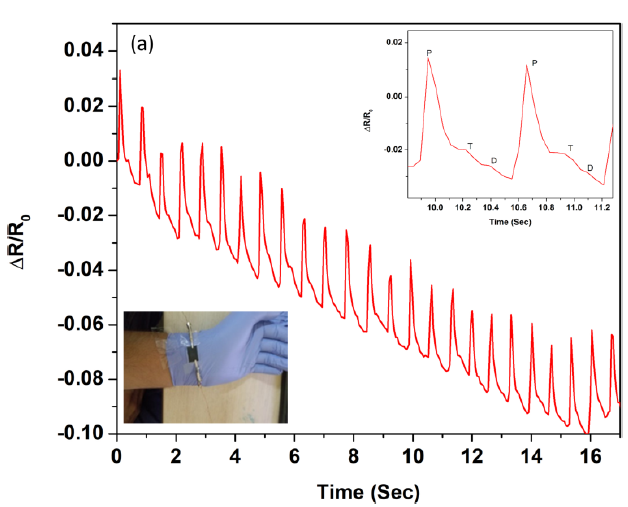 (a)
0.04
0.02
0.00
-0.02
-0.04
-0.06
-0.08
-0.10
ΔR/R0
0 2 4 6 8 10 12 14 16
Time (Sec)
0.02
0.00
-0.02
ΔR/R0
P P
T T
D D
10.0 10.2 10.4 10.6 10.8 11.0 11.2
Time (Sec)